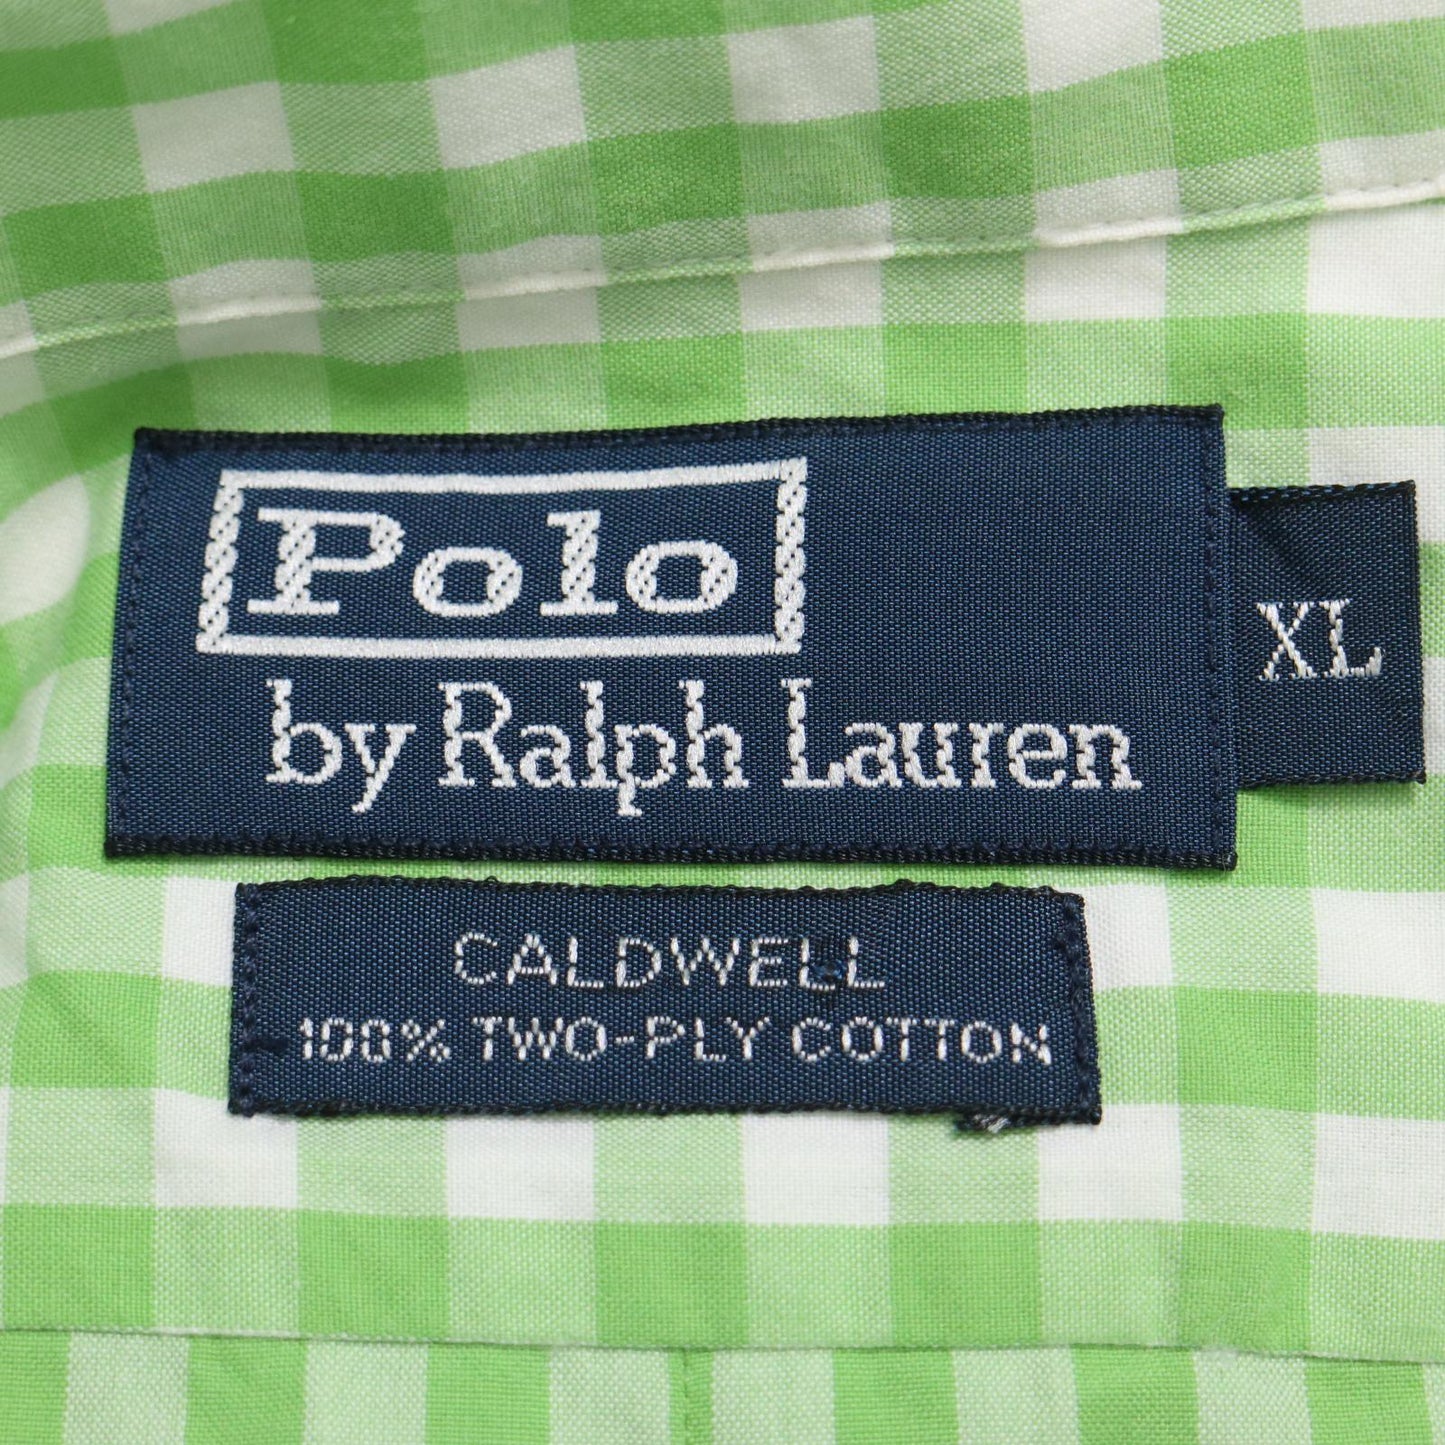 Polo
by Ralph Lauren
XL
CALDWELL
100% TWO-PLY COTTON